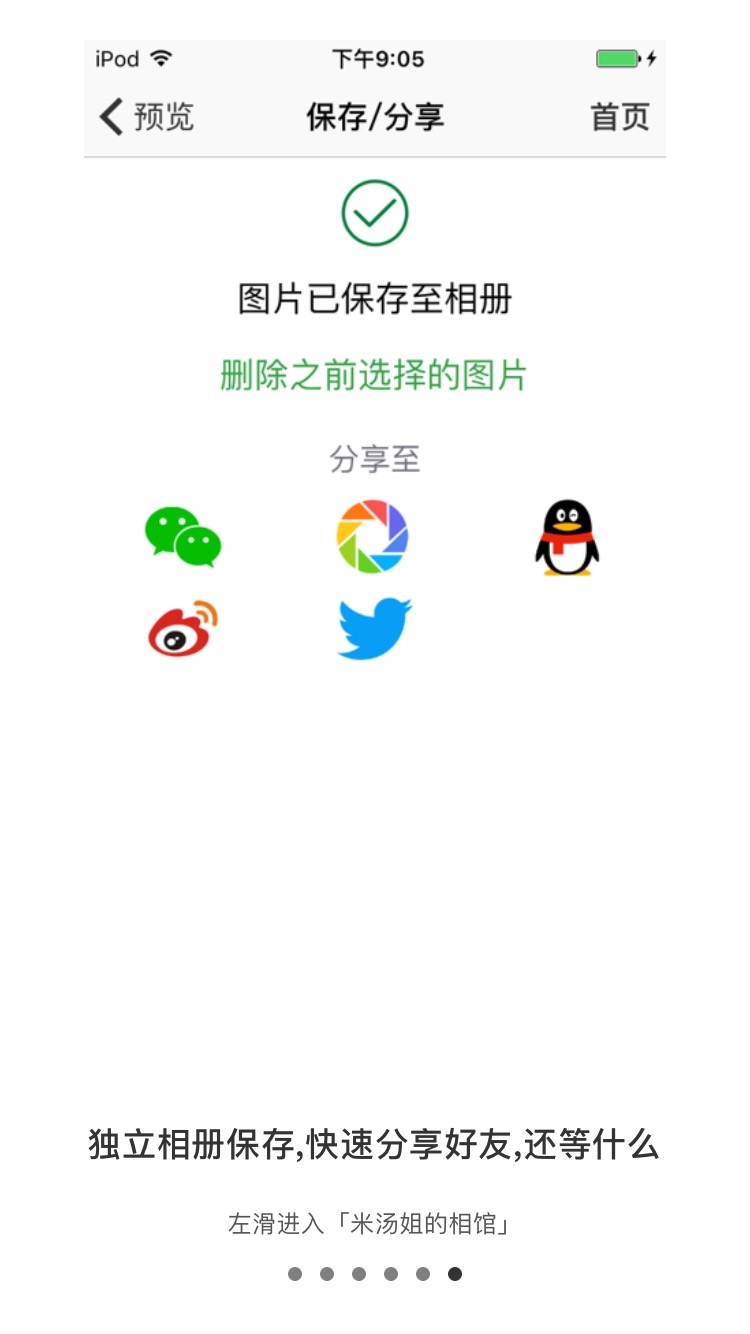 iPod 下午9:05
预览 保存/分享 首页
图片已保存至相册
删除之前选择的图片
分享至
独立相册保存,快速分享好友,还等什么
左滑进入「米汤姐的相馆」